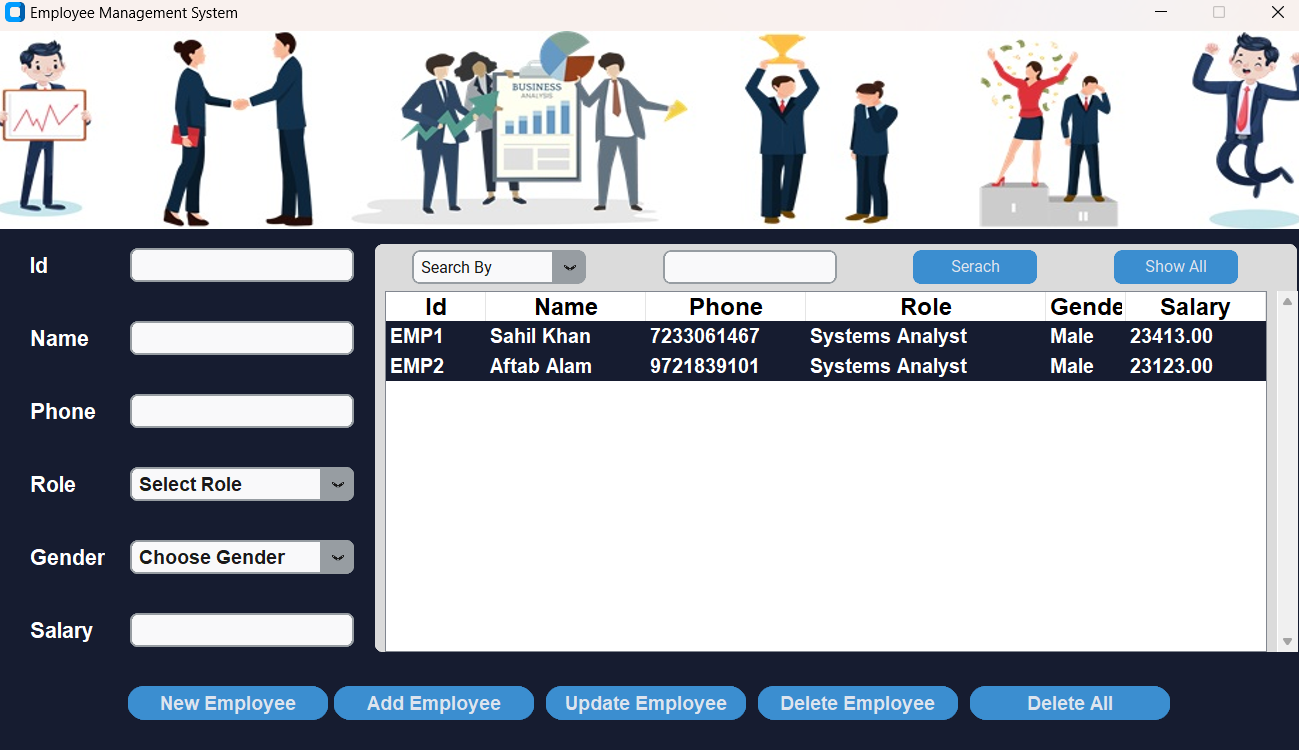 Employee Management System
BUSINESS
ANALYSIS
I
II
Id
Name
Phone
Role
Select Role
Gender
Choose Gender
Salary
Search By
Serach
Show All
Id Name Phone Role Gende Salary
EMP1 Sahil Khan 7233061467 Systems Analyst Male 23413.00
EMP2 Aftab Alam 9721839101 Systems Analyst Male 23123.00
New Employee
Add Employee
Update Employee
Delete Employee
Delete All